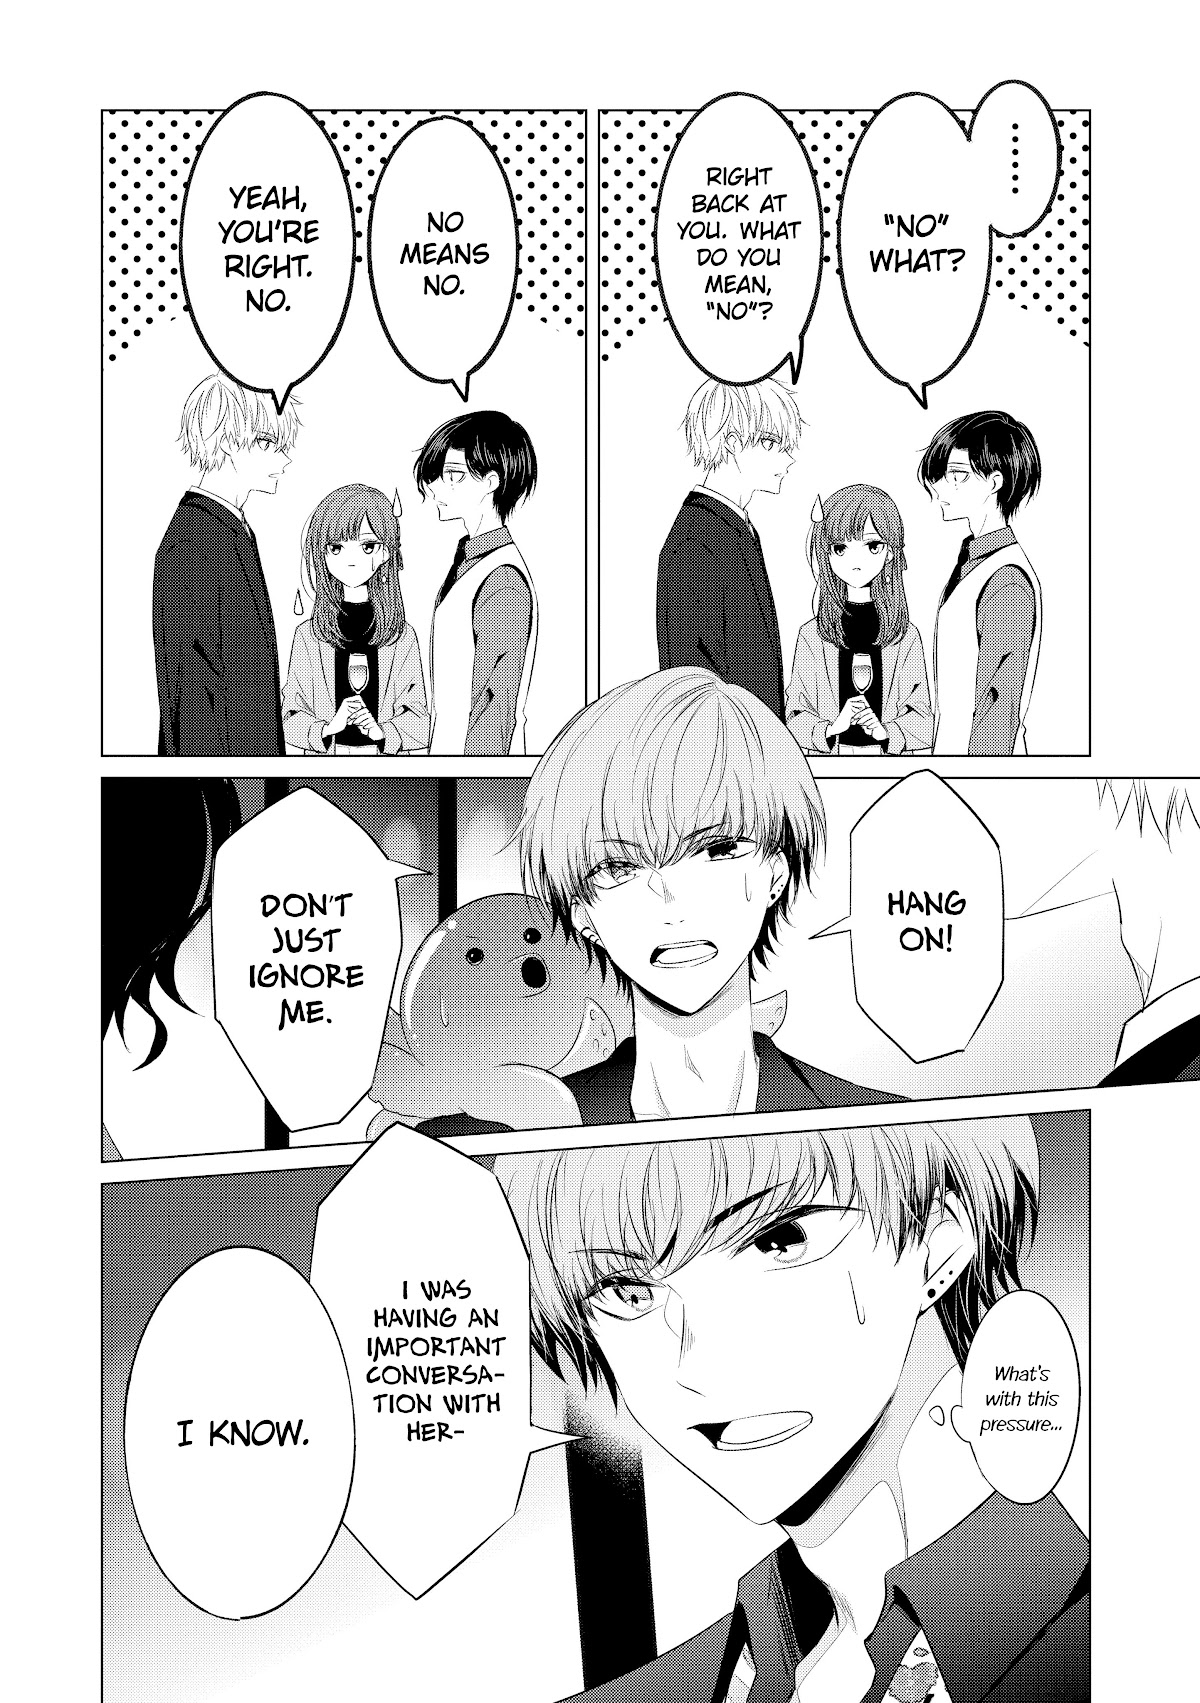 .......
"NO"
WHAT?
RIGHT
BACK AT
YOU. WHAT
DO YOU
MEAN,
"NO"?
NO
MEANS
NO.
YEAH,
YOU'RE
RIGHT.
NO.
HANG
ON!
DON'T
JUST
IGNORE
ME.
What's
with this
pressure...
I WAS
HAVING AN
IMPORTANT
CONVERSA-
TION WITH
HER-
I KNOW.